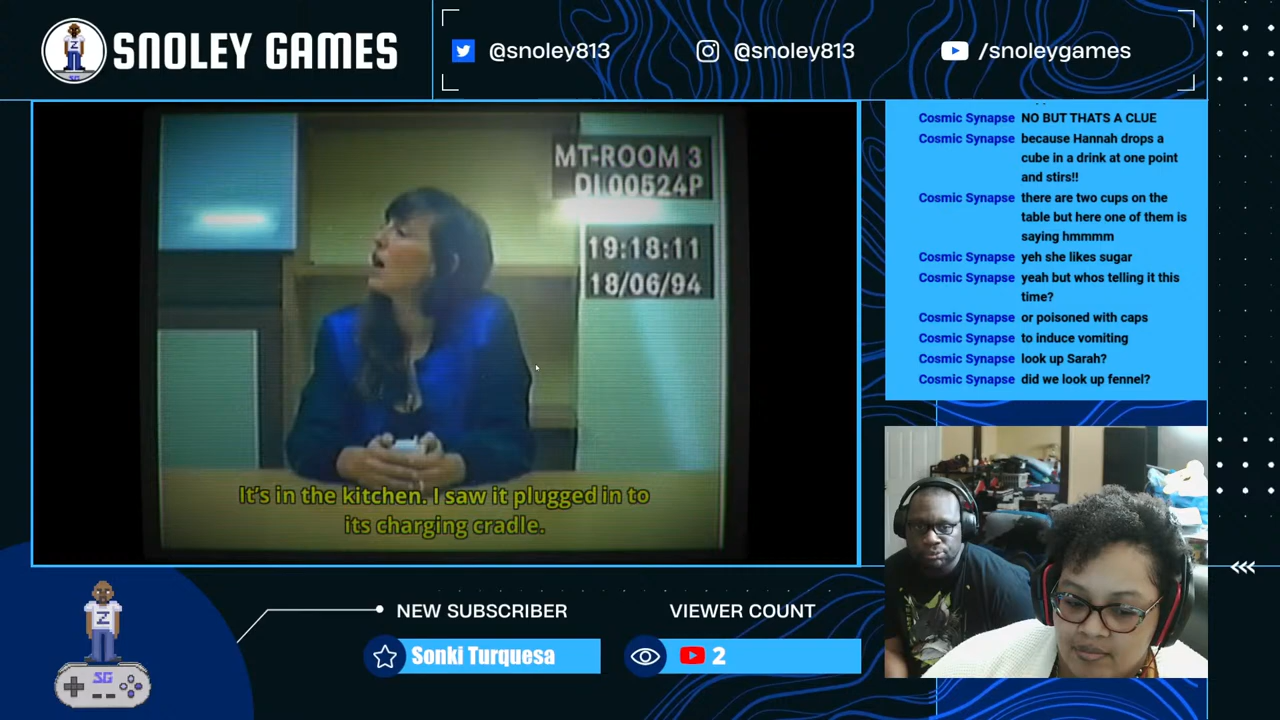 SNOLEY GAMES
@snoley813
@snoley813
/snoleygames
MT-ROOM 3
DI 00524P
19:18:11
18/06/94
It's in the kitchen. I saw it plugged in to
its charging cradle.
Cosmic Synapse NO BUT THATS A CLUE
Cosmic Synapse because Hannah drops a
cube in a drink at one point
and stirs!!
Cosmic Synapse there are two cups on the
table but here one of them is
saying hmmmm
Cosmic Synapse yeh she likes sugar
Cosmic Synapse yeah but whos telling it this
time?
Cosmic Synapse or poisoned with caps
Cosmic Synapse to induce vomiting
Cosmic Synapse look up Sarah?
Cosmic Synapse did we look up fennel?
NEW SUBSCRIBER
Sonki Turquesa
VIEWER COUNT
2
Z
SG